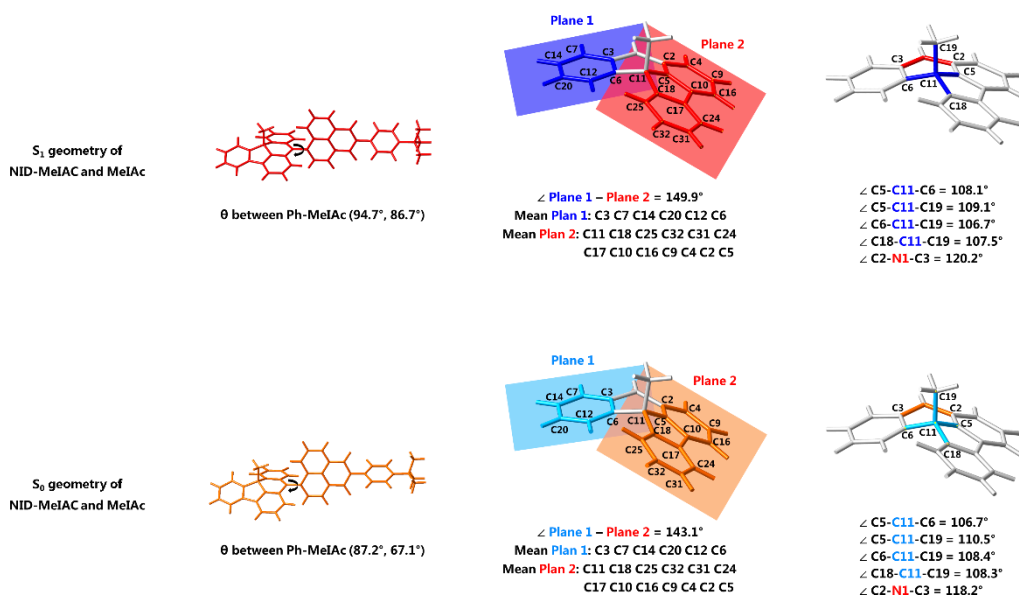 Plane 1
Plane 2
C14
C7
C3
C12
C20
C6
C11
C2
C4
C5
C18
C9
C10
C16
C25
C17
C24
C32
C31
C19
C3
C2
C5
C11
C6
C18
S1 geometry of
NID-MeIAC and MeIAc
θ between Ph-MeIAc (94.7°, 86.7°)
∠ Plane 1 – Plane 2 = 149.9°
Mean Plan 1: C3 C7 C14 C20 C12 C6
Mean Plan 2: C11 C18 C25 C32 C31 C24
C17 C10 C16 C9 C4 C2 C5
∠ C5-C11-C6 = 108.1°
∠ C5-C11-C19 = 109.1°
∠ C6-C11-C19 = 106.7°
∠ C18-C11-C19 = 107.5°
∠ C2-N1-C3 = 120.2°
Plane 1
Plane 2
C14
C7
C3
C12
C20
C6
C11
C2
C4
C5
C18
C9
C10
C16
C25
C17
C24
C32
C31
C19
C3
C2
C5
C11
C6
C18
S0 geometry of
NID-MeIAC and MeIAc
θ between Ph-MeIAc (87.2°, 67.1°)
∠ Plane 1 – Plane 2 = 143.1°
Mean Plan 1: C3 C7 C14 C20 C12 C6
Mean Plan 2: C11 C18 C25 C32 C31 C24
C17 C10 C16 C9 C4 C2 C5
∠ C5-C11-C6 = 106.7°
∠ C5-C11-C19 = 110.5°
∠ C6-C11-C19 = 108.4°
∠ C18-C11-C19 = 108.3°
∠ C2-N1-C3 = 118.2°